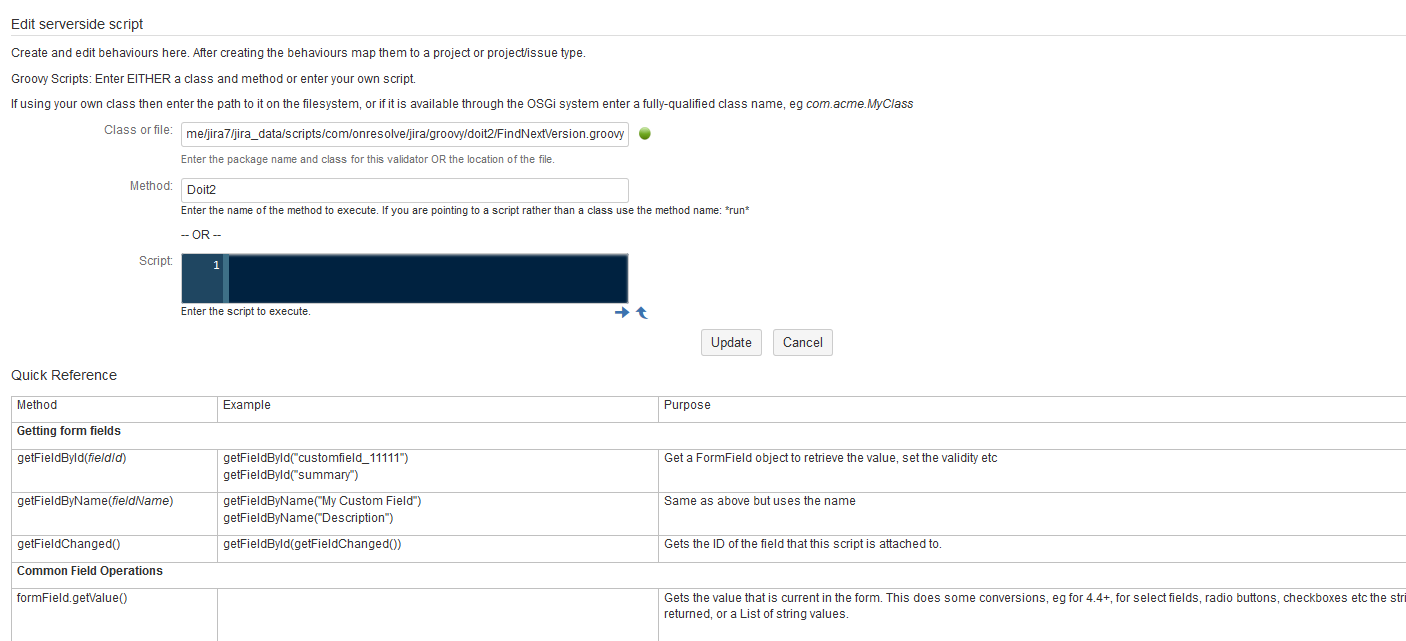 Edit serverside script
Create and edit behaviours here. After creating the behaviours map them to a project or project/issue type.
Groovy Scripts: Enter EITHER a class and method or enter your own script.
If using your own class then enter the path to it on the filesystem, or if it is available through the OSGi system enter a fully-qualified class name, eg com.acme.MyClass
Class or file: me/jira7/jira_data/scripts/com/onresolve/jira/groovy/doit2/FindNextVersion.groovy
Enter the package name and class for this validator OR the location of the file.
Method: Doit2
Enter the name of the method to execute. If you are pointing to a script rather than a class use the method name: *run*
-- OR --
Script: 1
Enter the script to execute.
Update Cancel
Quick Reference
Method Example Purpose
Getting form fields
getFieldById(fieldId) getFieldById("customfield_11111") Get a FormField object to retrieve the value, set the validity etc
getFieldById("summary")
getFieldByName(fieldName) getFieldByName("My Custom Field") Same as above but uses the name
getFieldByName("Description")
getFieldChanged() getFieldById(getFieldChanged()) Gets the ID of the field that this script is attached to.
Common Field Operations
formField.getValue() Gets the value that is current in the form. This does some conversions, eg for 4.4+, for select fields, radio buttons, checkboxes etc the stri
returned, or a List of string values.